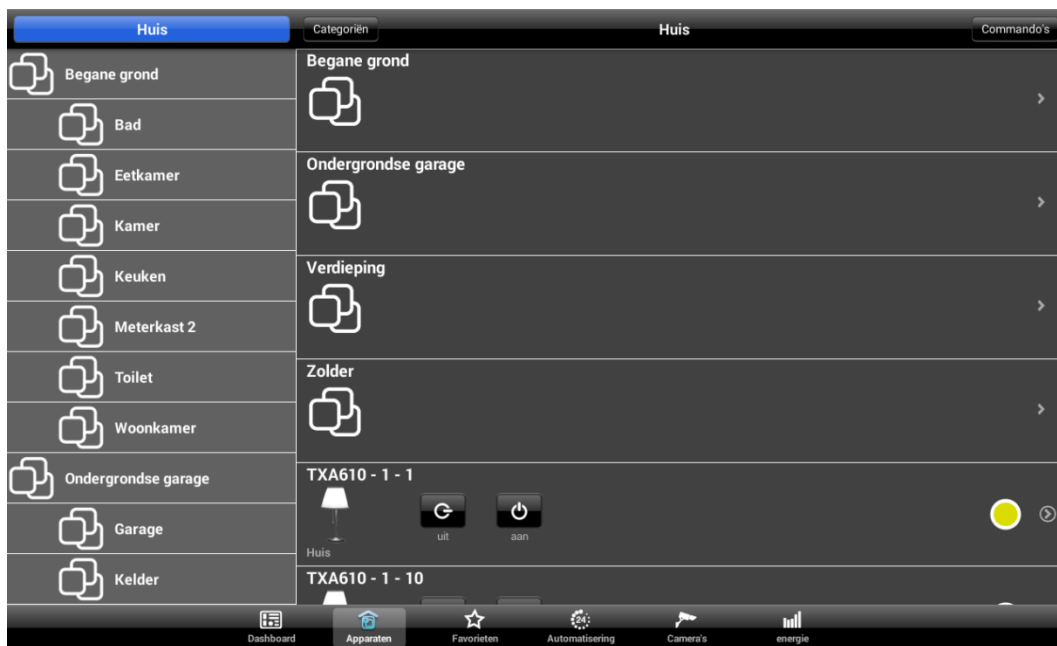 Huis
Categoriën
Huis
Commando's
Begane grond
Bad
Eetkamer
Kamer
Keuken
Meterkast 2
Toilet
Woonkamer
Ondergrondse garage
Garage
Kelder
Begane grond
Ondergrondse garage
Verdieping
Zolder
TXA610 - 1 - 1
uit
aan
Huis
TXA610 - 1 - 10
Dashboard
Apparaten
Favorieten
24
Automatisering
Camera's
energie